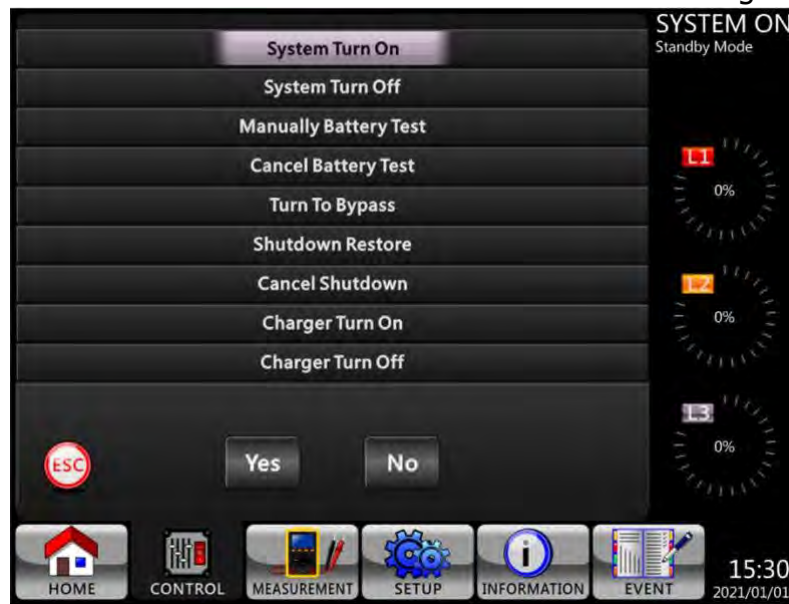 SYSTEM ON
Standby Mode
System Turn On
System Turn Off
Manually Battery Test
Cancel Battery Test
Turn To Bypass
Shutdown Restore
Cancel Shutdown
Charger Turn On
Charger Turn Off
L1
0%
L2
0%
L3
0%
ESC
Yes
No
HOME
CONTROL
MEASUREMENT
SETUP
INFORMATION
EVENT
15:30
2021/01/01